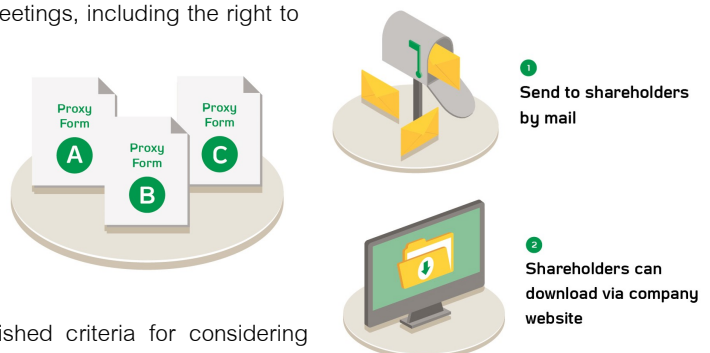 eetings, including the right to
Proxy
Form
A
Proxy
Form
B
Proxy
Form
C
1
Send to shareholders
by mail
2
Shareholders can
download via company
website
ished criteria for considering